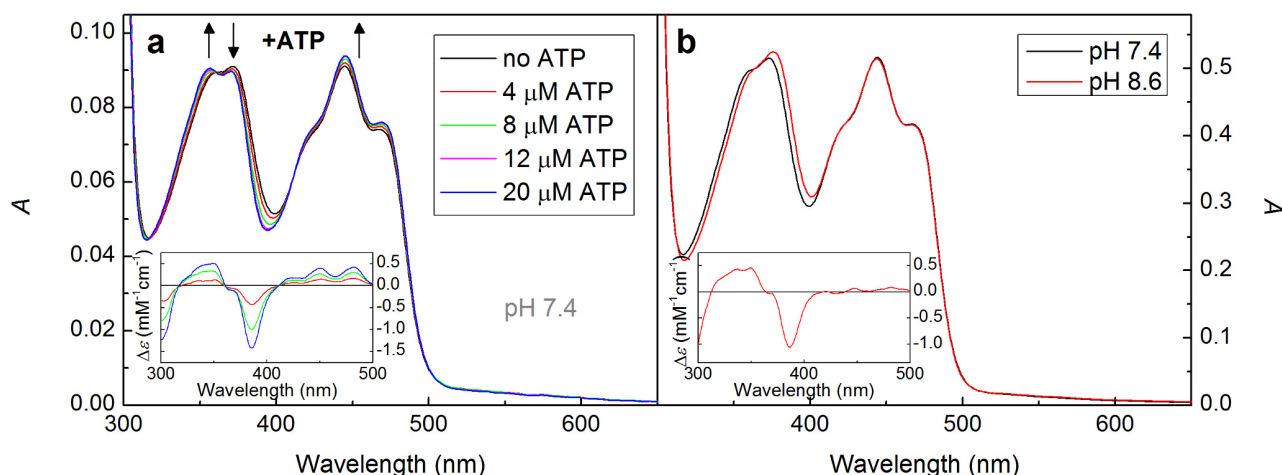 a
+ATP
no ATP
4 μM ATP
8 μM ATP
12 μM ATP
20 μM ATP
pH 7.4
A
0.10
0.08
0.06
0.04
0.02
0.00
300
400
500
600
Wavelength (nm)
Δε (mM⁻¹ cm⁻¹)
0.5
0.0
-0.5
-1.0
-1.5
300
400
500
Wavelength (nm)
b
pH 7.4
pH 8.6
A
0.5
0.4
0.3
0.2
0.1
0.0
400
500
600
Wavelength (nm)
Δε (mM⁻¹ cm⁻¹)
0.5
0.0
-0.5
-1.0
300
400
500
Wavelength (nm)